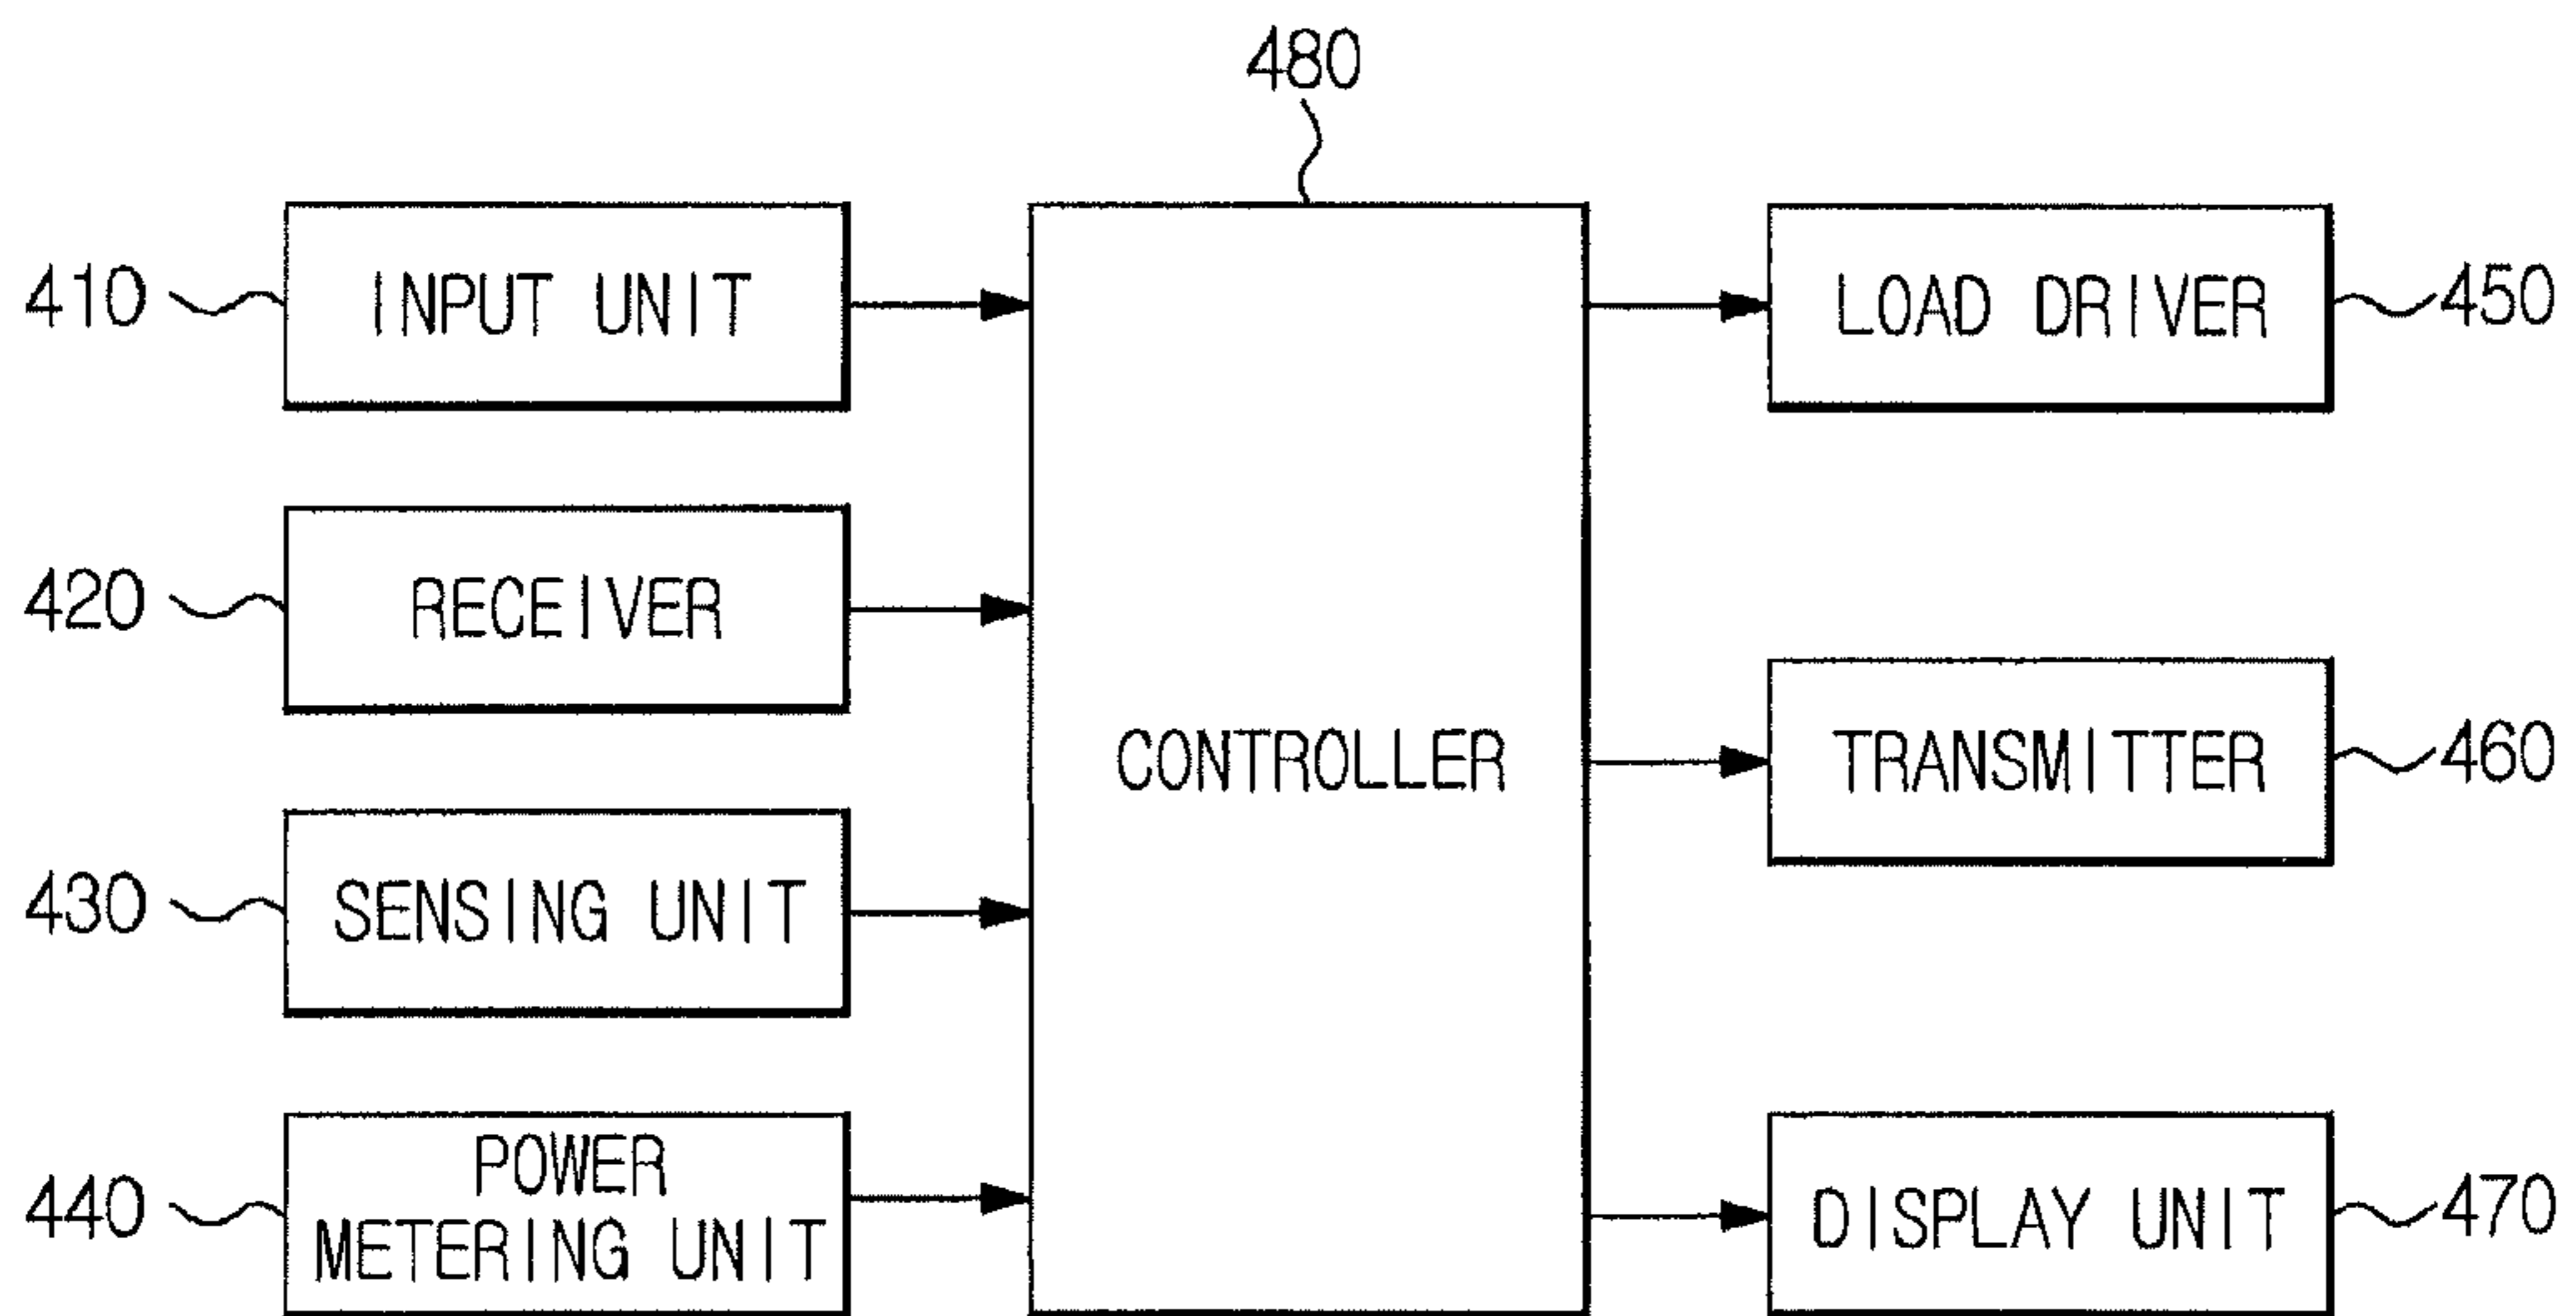 480
410 INPUT UNIT
LOAD DRIVER 450
420 RECEIVER
CONTROLLER
TRANSMITTER 460
430 SENSING UNIT
440 POWER
METERING UNIT
DISPLAY UNIT 470